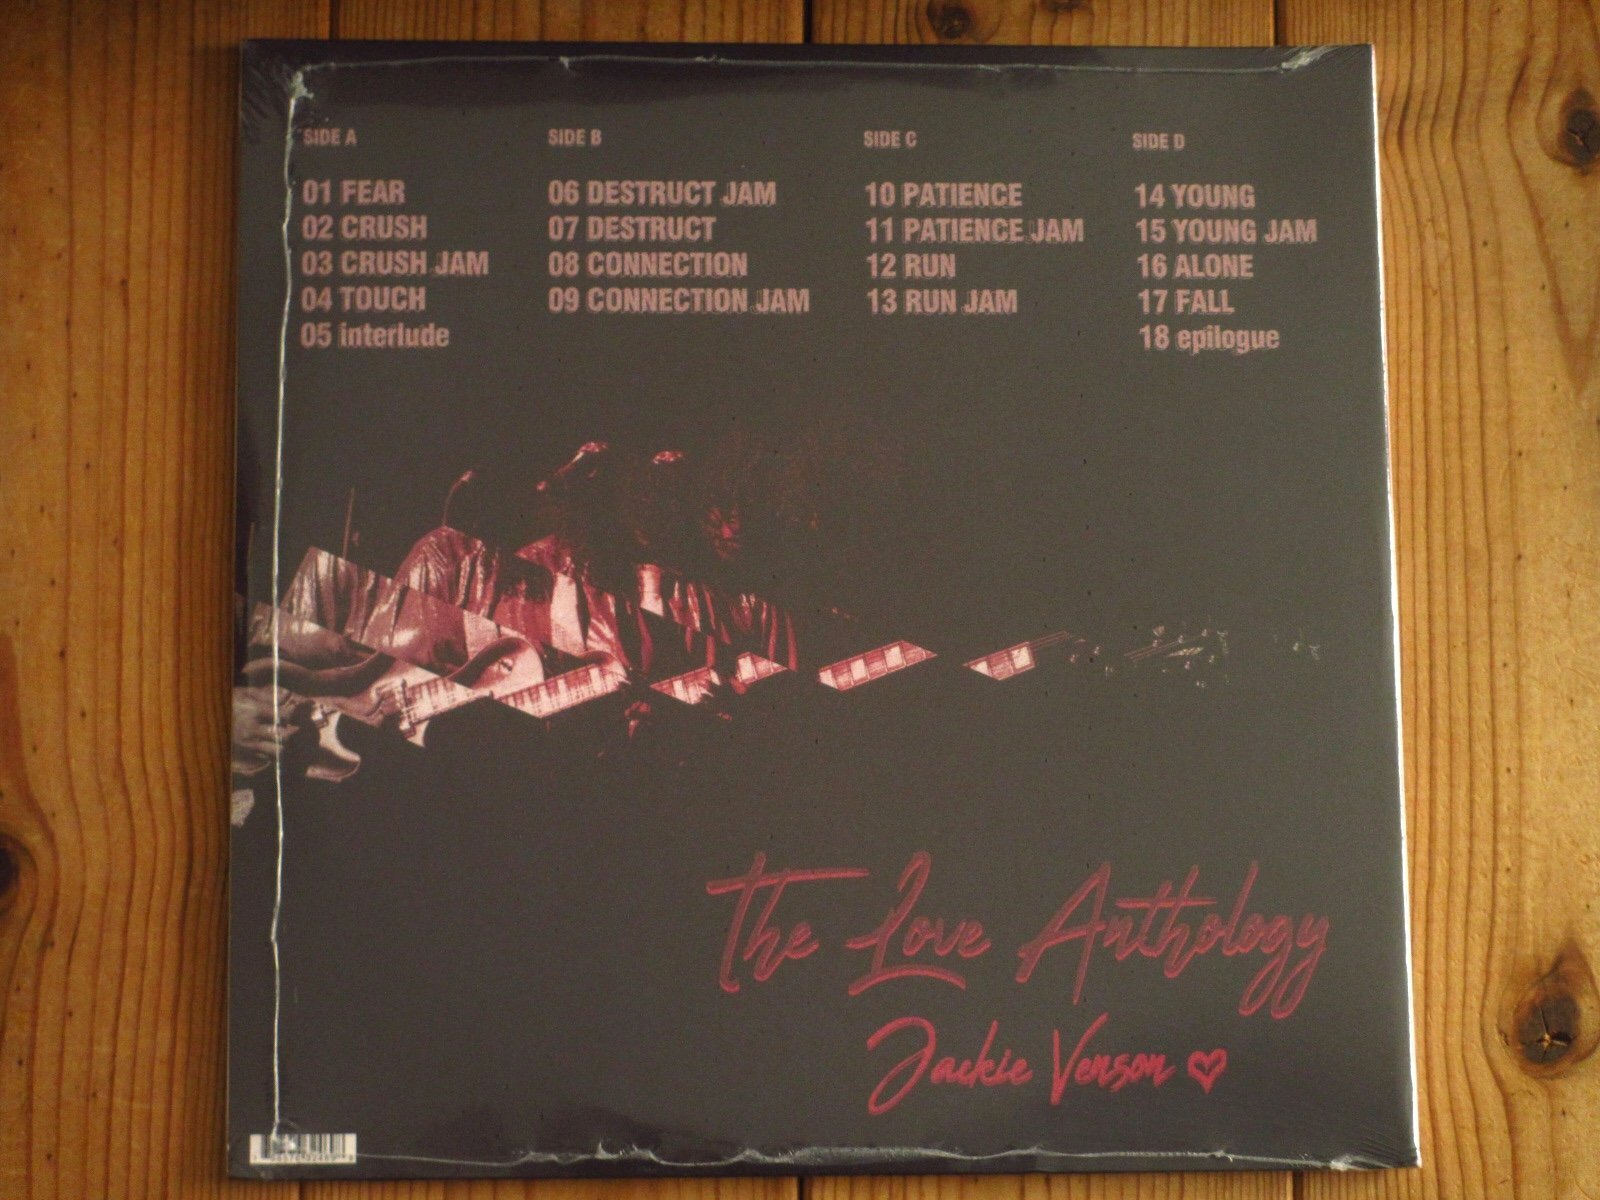 SIDE A
01 FEAR
02 CRUSH
03 CRUSH JAM
04 TOUCH
05 interlude
SIDE B
06 DESTRUCT JAM
07 DESTRUCT
08 CONNECTION
09 CONNECTION JAM
SIDE C
10 PATIENCE
11 PATIENCE JAM
12 RUN
13 RUN JAM
SIDE D
14 YOUNG
15 YOUNG JAM
16 ALONE
17 FALL
18 epilogue
The Love Anthology
Jackie Venson ♡